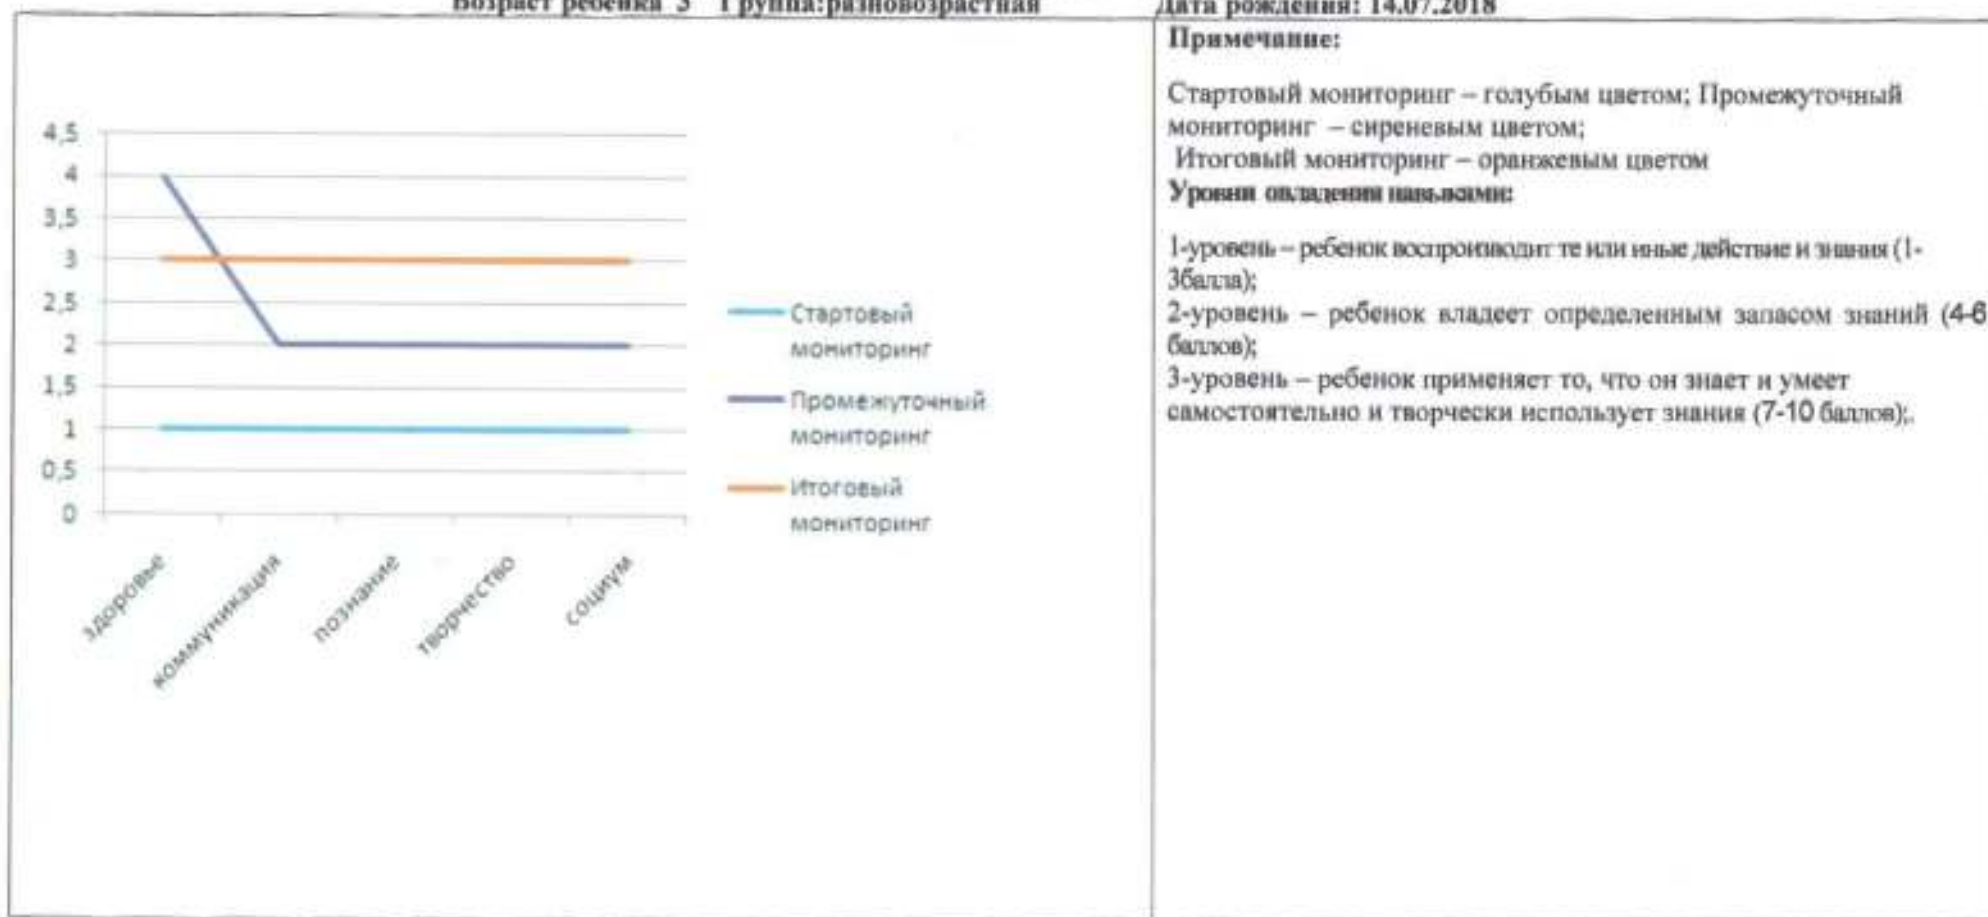 Возраст ребенка 3 Группа:разновозрастная Дата рождения: 14.07.2018
4,5
4
3,5
3
2,5
2
1,5
1
0,5
0
здоровье
коммуникация
познание
творчество
социум
Стартовый
мониторинг
Промежуточный
мониторинг
Итоговый
мониторинг
Примечание:
Стартовый мониторинг – голубым цветом; Промежуточный
мониторинг – сиреневым цветом;
Итоговый мониторинг – оранжевым цветом
Уровни овладения навыками:
1-уровень – ребенок воспроизводит те или иные действие и знания (1-
3балла);
2-уровень – ребенок владеет определенным запасом знаний (4-6
баллов);
3-уровень – ребенок применяет то, что он знает и умеет
самостоятельно и творчески использует знания (7-10 баллов);.